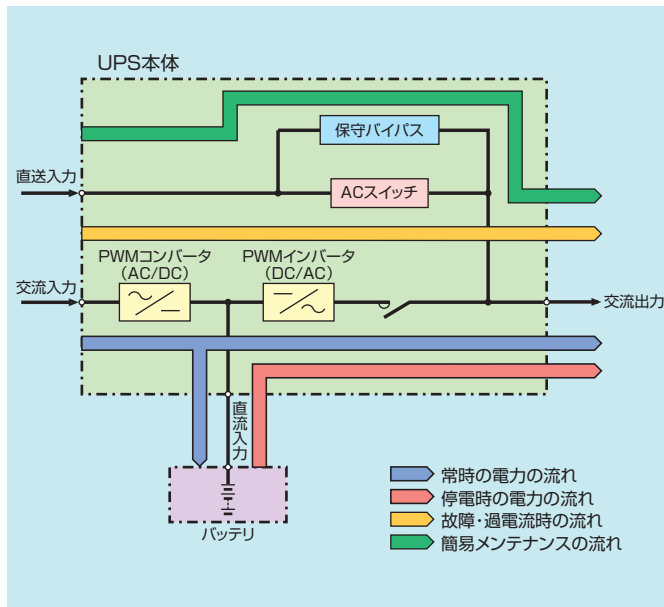 UPS本体
保守バイパス
直送入力
ACスイッチ
PWMコンバータ
(AC/DC)
PWMインバータ
(DC/AC)
交流入力
交流出力
直流入力
バッテリ
常時の電力の流れ
停電時の電力の流れ
故障・過電流時の流れ
簡易メンテナンスの流れ